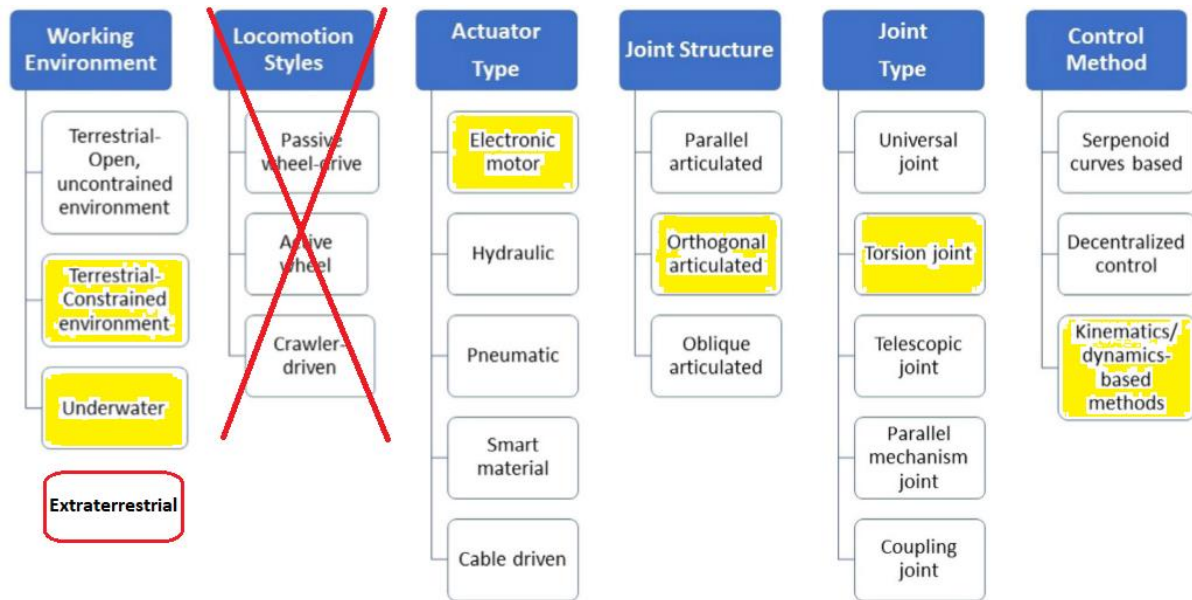 Working
Environment
Terrestrial-
Open,
uncontrained
environment
Terrestrial-
Constrained
environment
Underwater
Extraterrestrial
Locomotion
Styles
Passive
wheel-drive
Active
wheel
Crawler-
driven
Actuator
Type
Electronic
motor
Hydraulic
Pneumatic
Smart
material
Cable driven
Joint Structure
Parallel
articulated
Orthogonal
articulated
Oblique
articulated
Joint
Type
Universal
joint
Torsion joint
Telescopic
joint
Parallel
mechanism
joint
Coupling
joint
Control
Method
Serpenoid
curves based
Decentralized
control
Kinematics/
dynamics-
based
methods